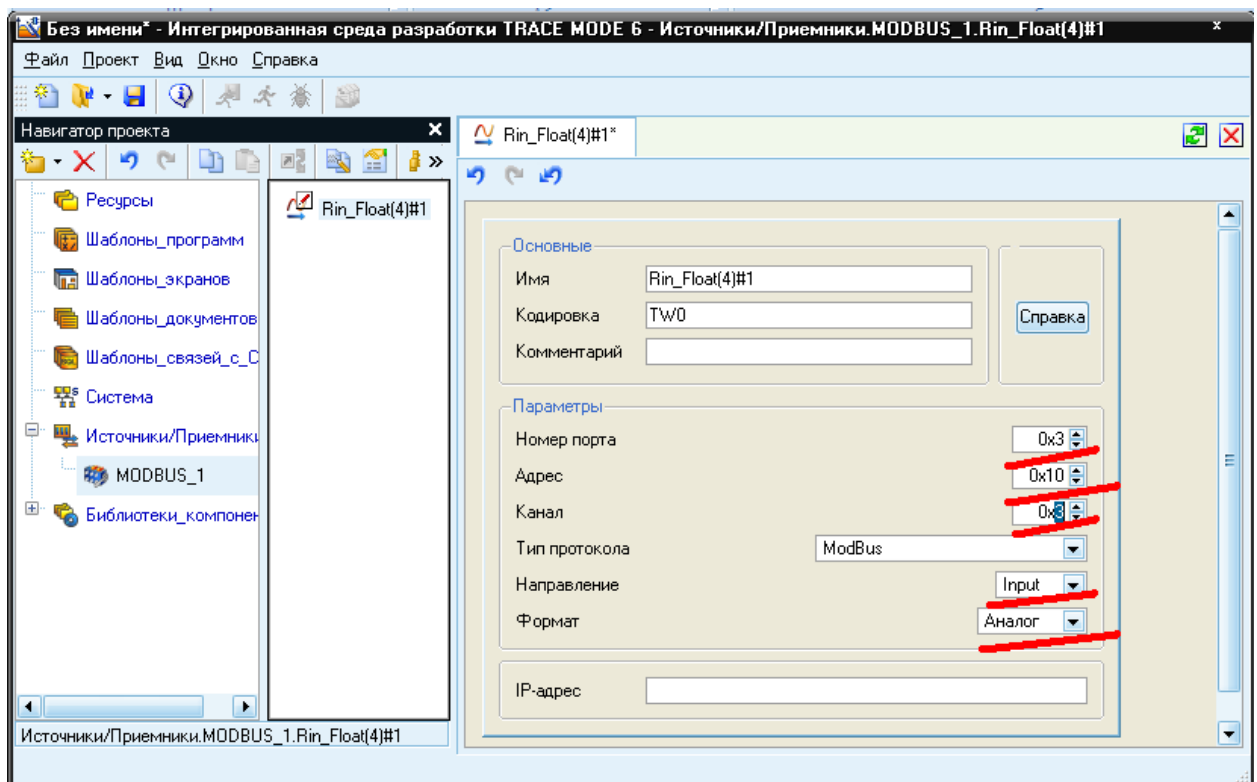 Без имени* - Интегрированная среда разработки TRACE MODE 6 - Источники/Приемники.MODBUS_1.Rin_Float(4)#1
Файл Проект Вид Окно Справка
Навигатор проекта
Ресурсы
Шаблоны_программ
Шаблоны_экранов
Шаблоны_документов
Шаблоны_связей_с_С
Система
Источники/Приемники
MODBUS_1
Библиотеки_компонен
Rin_Float(4)#1
Источники/Приемники.MODBUS_1.Rin_Float(4)#1
Rin_Float(4)#1*
Основные
Имя Rin_Float(4)#1
Кодировка TW0
Комментарий
Справка
Параметры
Номер порта 0x3
Адрес 0x10
Канал 0x3
Тип протокола ModBus
Направление Input
Формат Аналог
IP-адрес